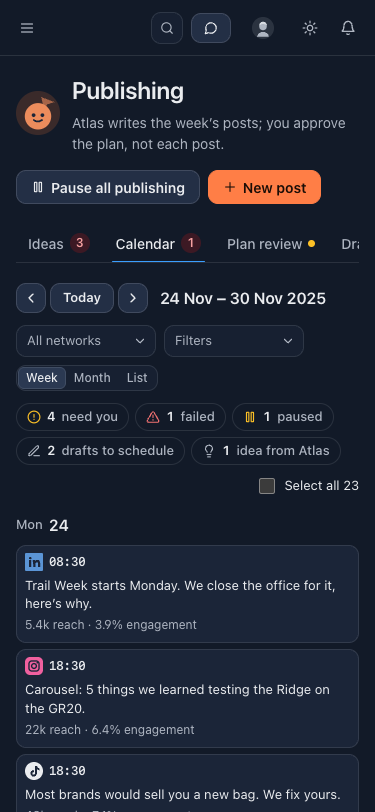 Publishing
Atlas writes the week's posts; you approve
the plan, not each post.
Pause all publishing
+ New post
Ideas 3
Calendar 1
Plan review
Dra
Today
24 Nov – 30 Nov 2025
All networks
Filters
Week Month List
4 need you
1 failed
1 paused
2 drafts to schedule
1 idea from Atlas
Select all 23
Mon 24
in 08:30
Trail Week starts Monday. We close the office for it,
here's why.
5.4k reach · 3.9% engagement
18:30
Carousel: 5 things we learned testing the Ridge on
the GR20.
22k reach · 6.4% engagement
18:30
Most brands would sell you a new bag. We fix yours.